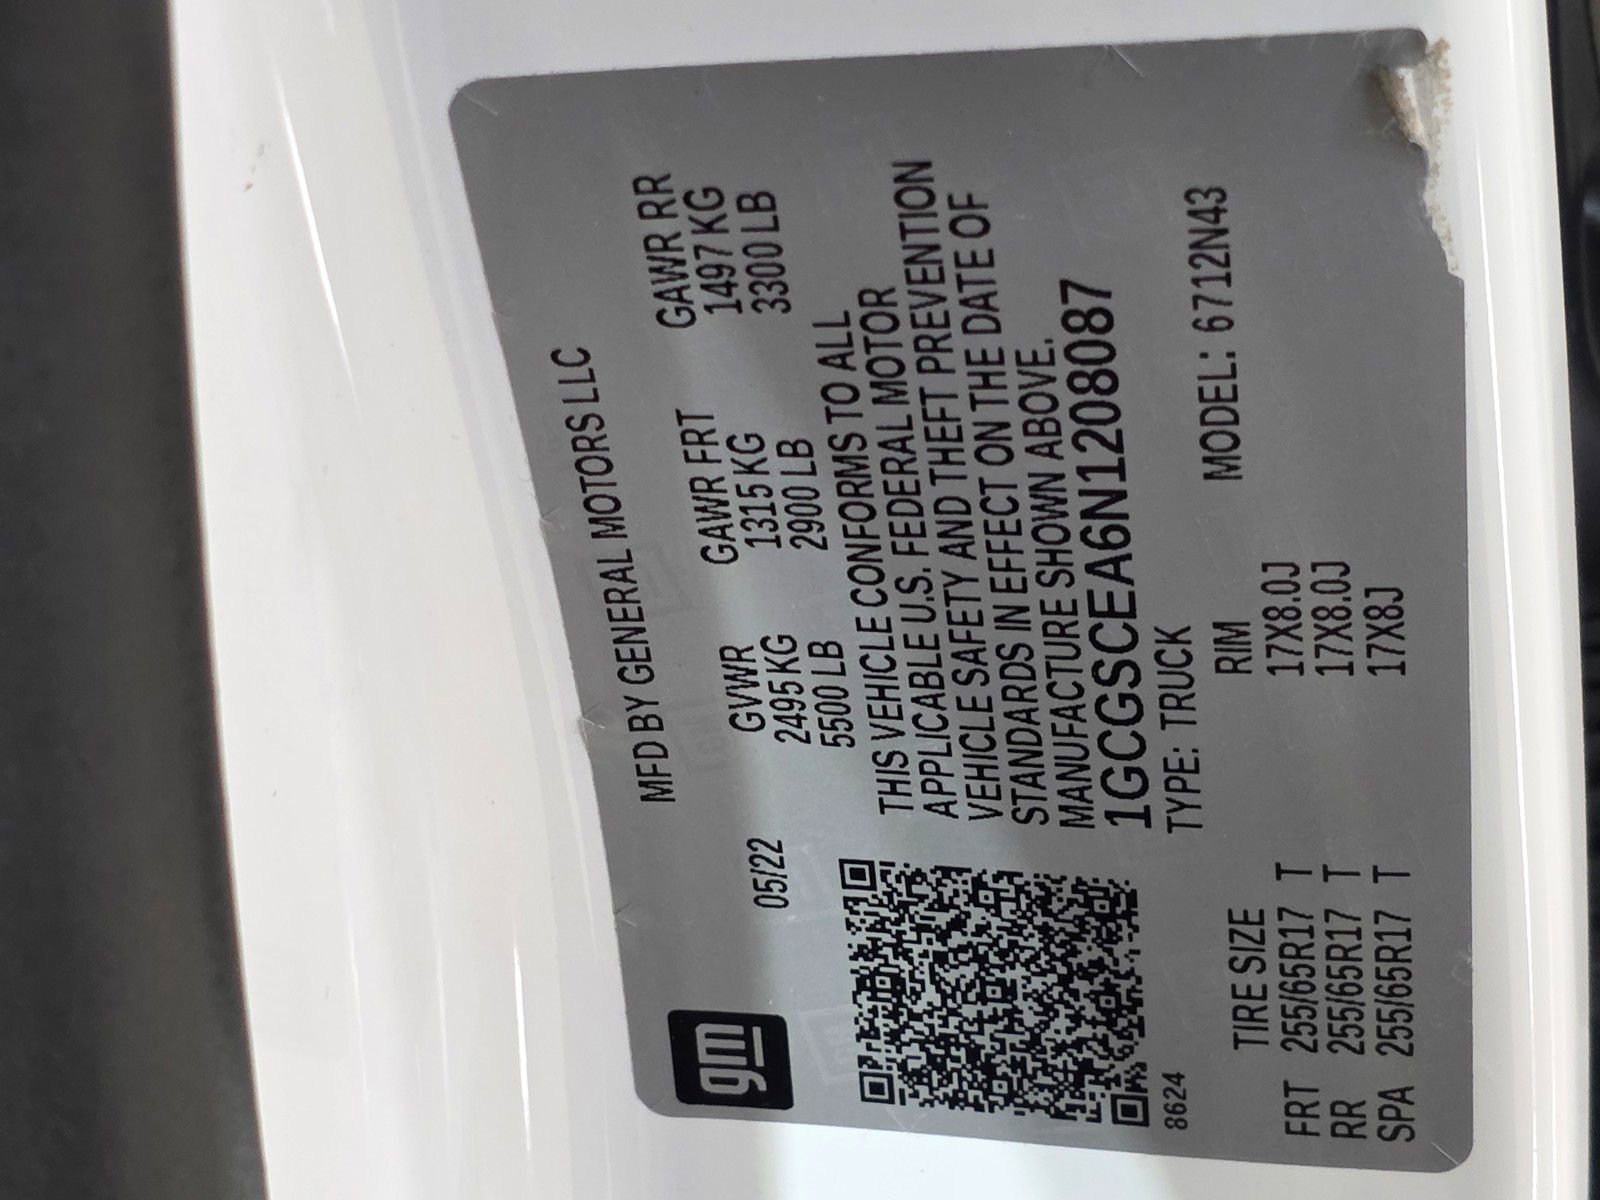 gm
MFD BY GENERAL MOTORS LLC
05/22
GVWR GAWR FRT GAWR RR
2495 KG 1315 KG 1497 KG
5500 LB 2900 LB 3300 LB
THIS VEHICLE CONFORMS TO ALL
APPLICABLE U.S. FEDERAL MOTOR
VEHICLE SAFETY AND THEFT PREVENTION
STANDARDS IN EFFECT ON THE DATE OF
MANUFACTURE SHOWN ABOVE.
1GCGSCEA6N1208087
8624
TYPE: TRUCK MODEL: 6712N43
TIRE SIZE RIM
FRT 255/65R17 T 17X8.0J
RR 255/65R17 T 17X8.0J
SPA 255/65R17 T 17X8J